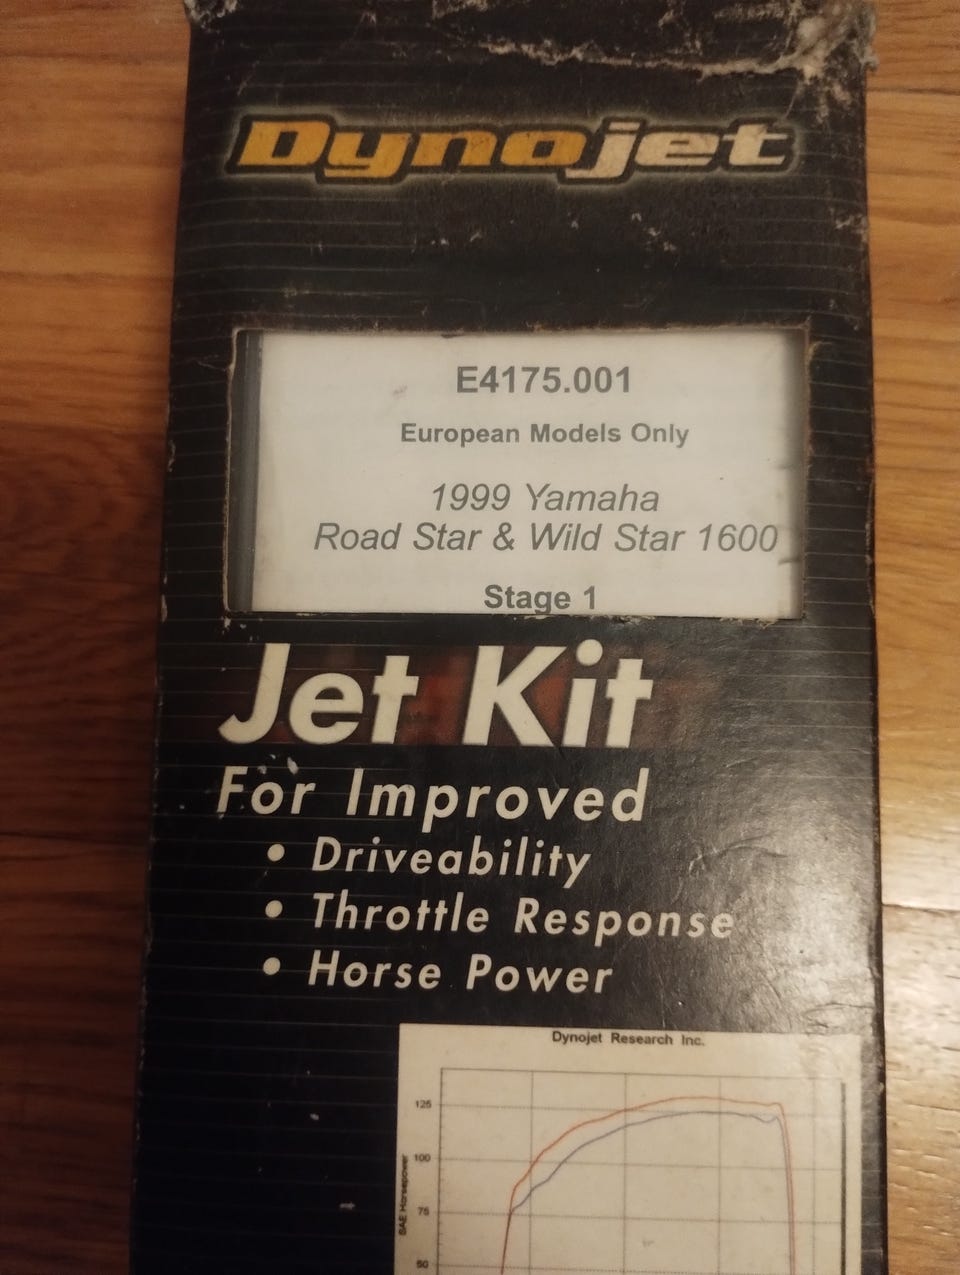 Dynojet
E4175.001
European Models Only
1999 Yamaha
Road Star & Wild Star 1600
Stage 1
Jet Kit
For Improved
• Driveability
• Throttle Response
• Horse Power
Dynojet Research Inc.
125
100
75
50
SAE Horsepower